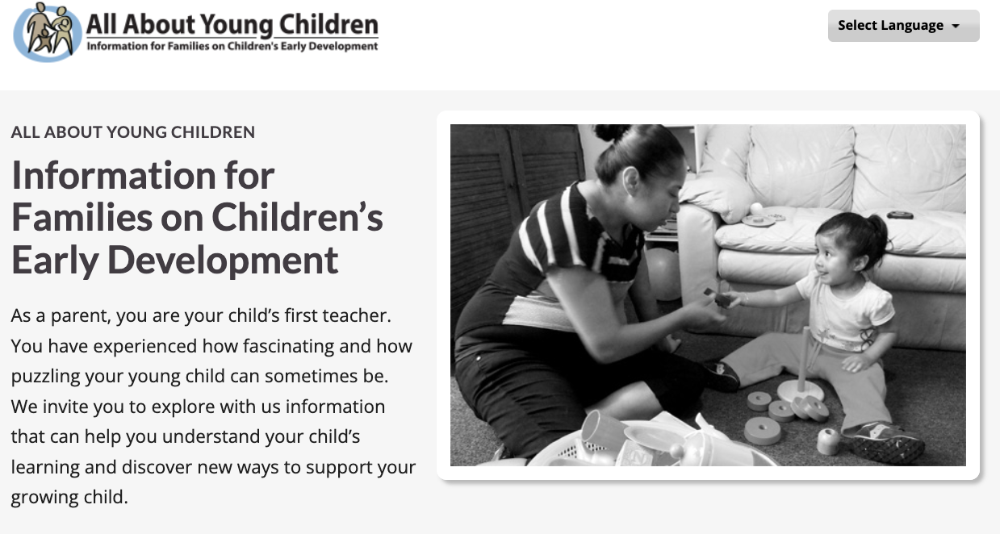 All About Young Children
Information for Families on Children's Early Development
Select Language
ALL ABOUT YOUNG CHILDREN
Information for
Families on Children’s
Early Development
As a parent, you are your child’s first teacher.
You have experienced how fascinating and how
puzzling your young child can sometimes be.
We invite you to explore with us information
that can help you understand your child’s
learning and discover new ways to support your
growing child.